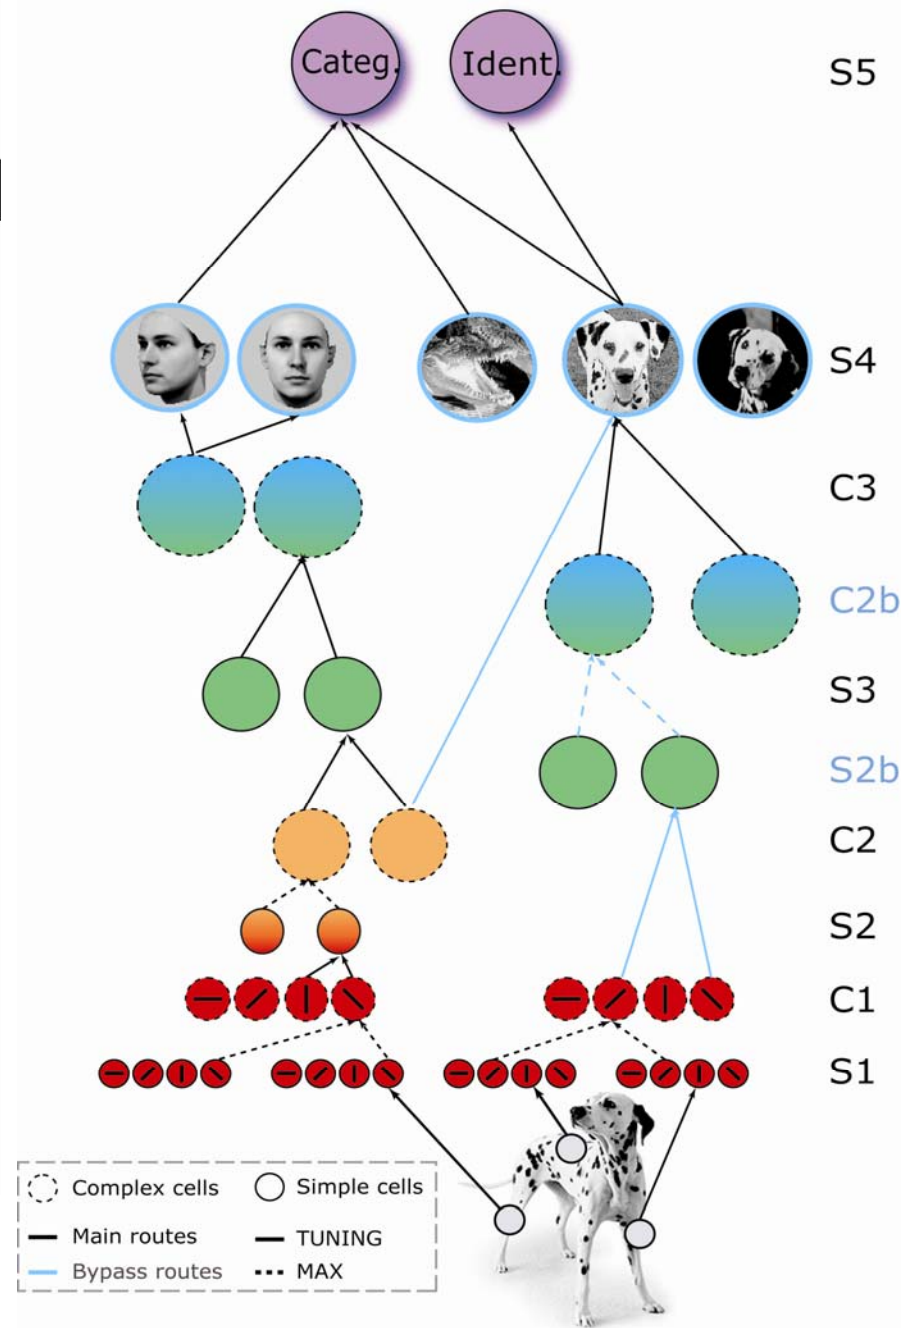 Categ.
Ident.
S5
S4
C3
C2b
S3
S2b
C2
S2
C1
S1
Complex cells
Simple cells
Main routes
TUNING
Bypass routes
MAX